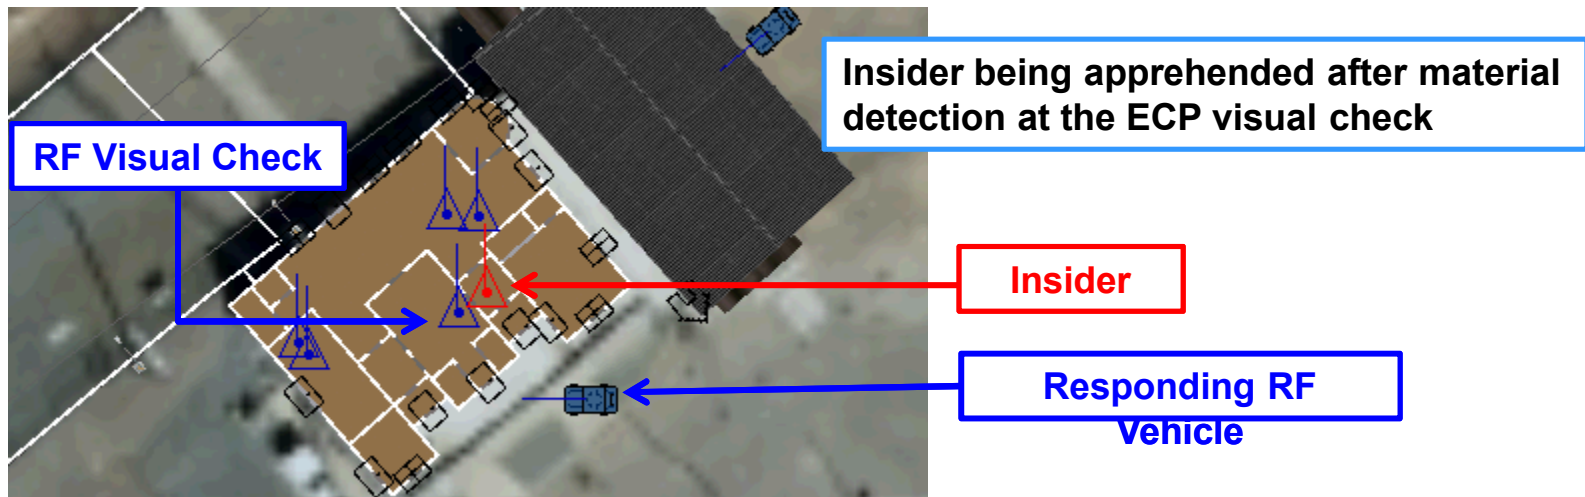 Insider being apprehended after material
detection at the ECP visual check
RF Visual Check
Insider
Responding RF
Vehicle